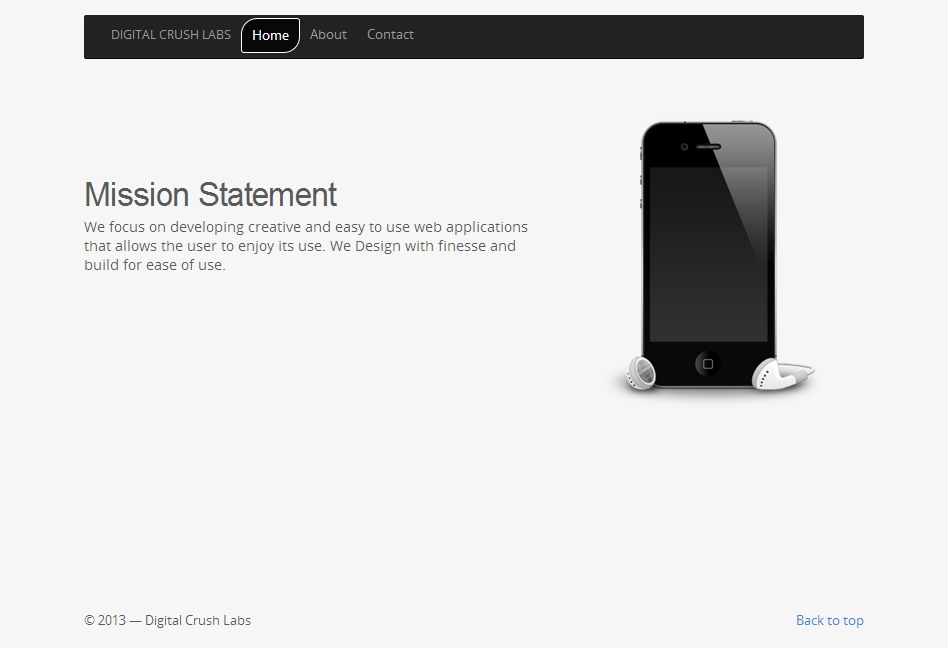 DIGITAL CRUSH LABS Home About Contact
Mission Statement
We focus on developing creative and easy to use web applications
that allows the user to enjoy its use. We Design with finesse and
build for ease of use.
© 2013 — Digital Crush Labs Back to top